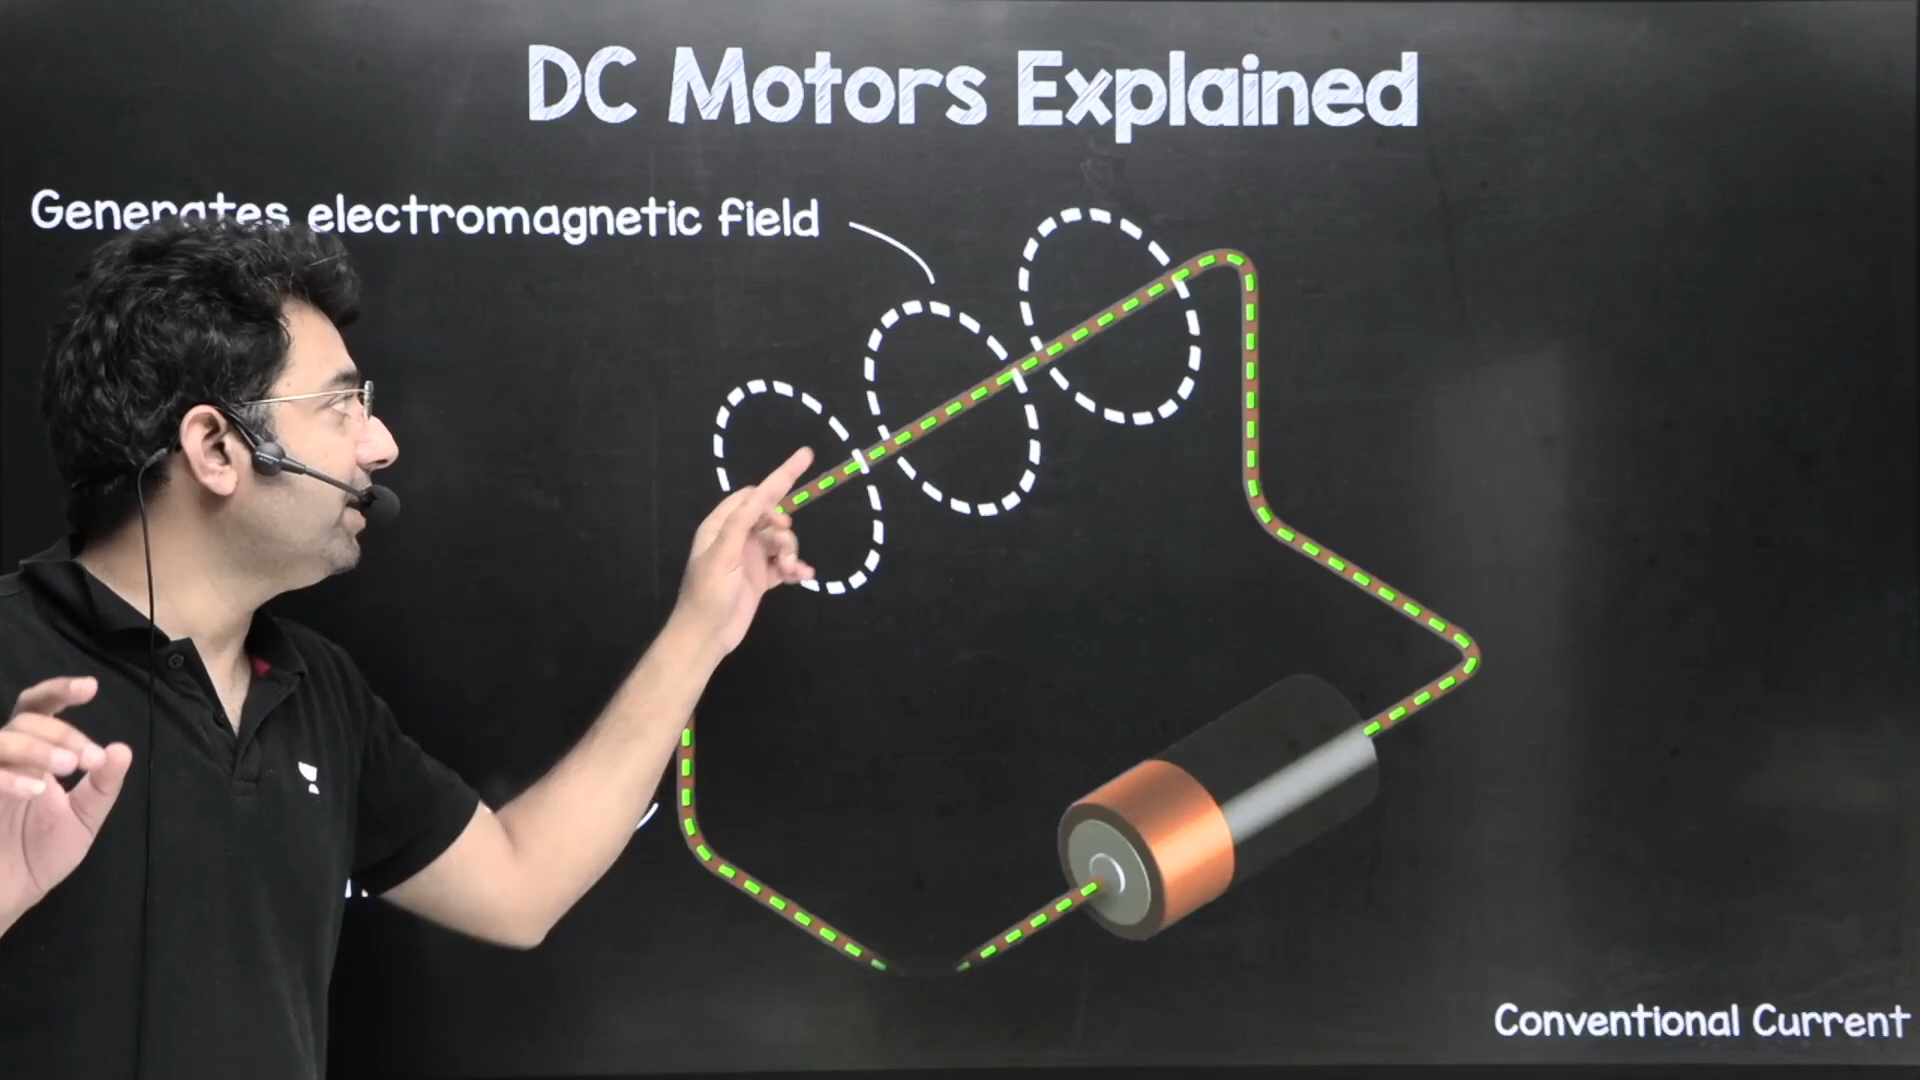 DC Motors Explained
Generates electromagnetic field
Conventional Current